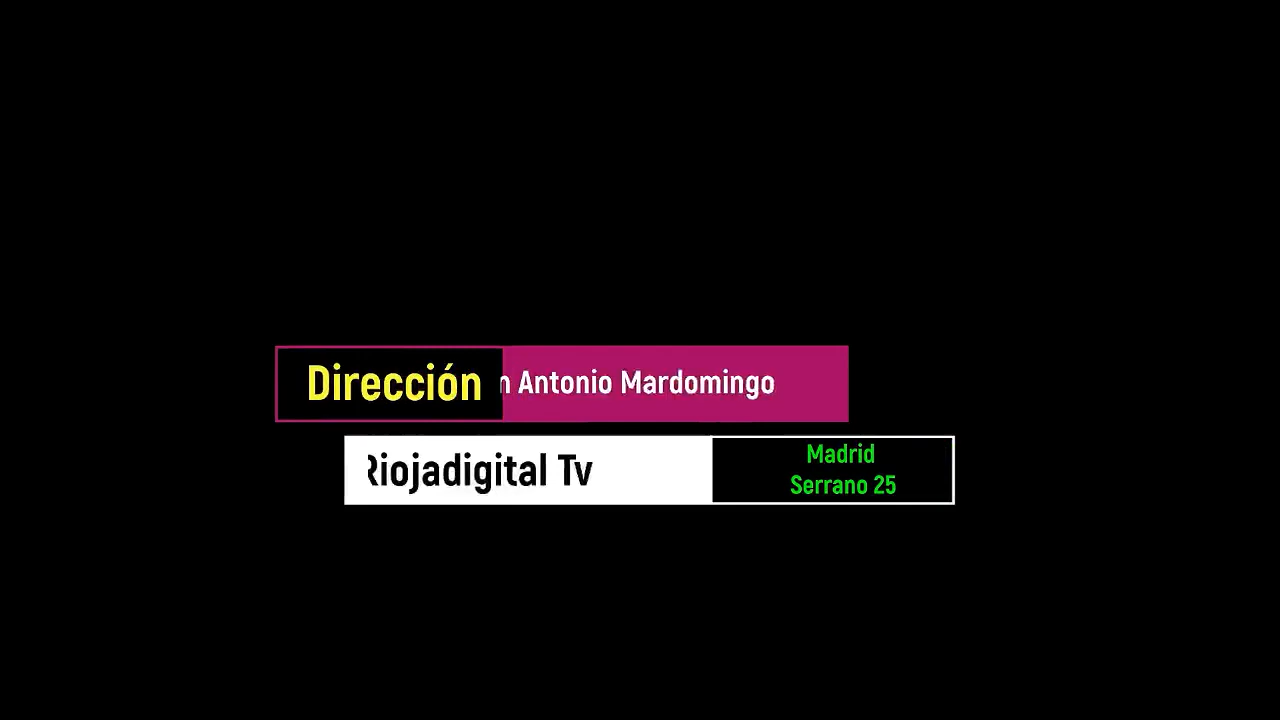 Dirección
Antonio Mardomingo
Riojadigital Tv
Madrid
Serrano 25